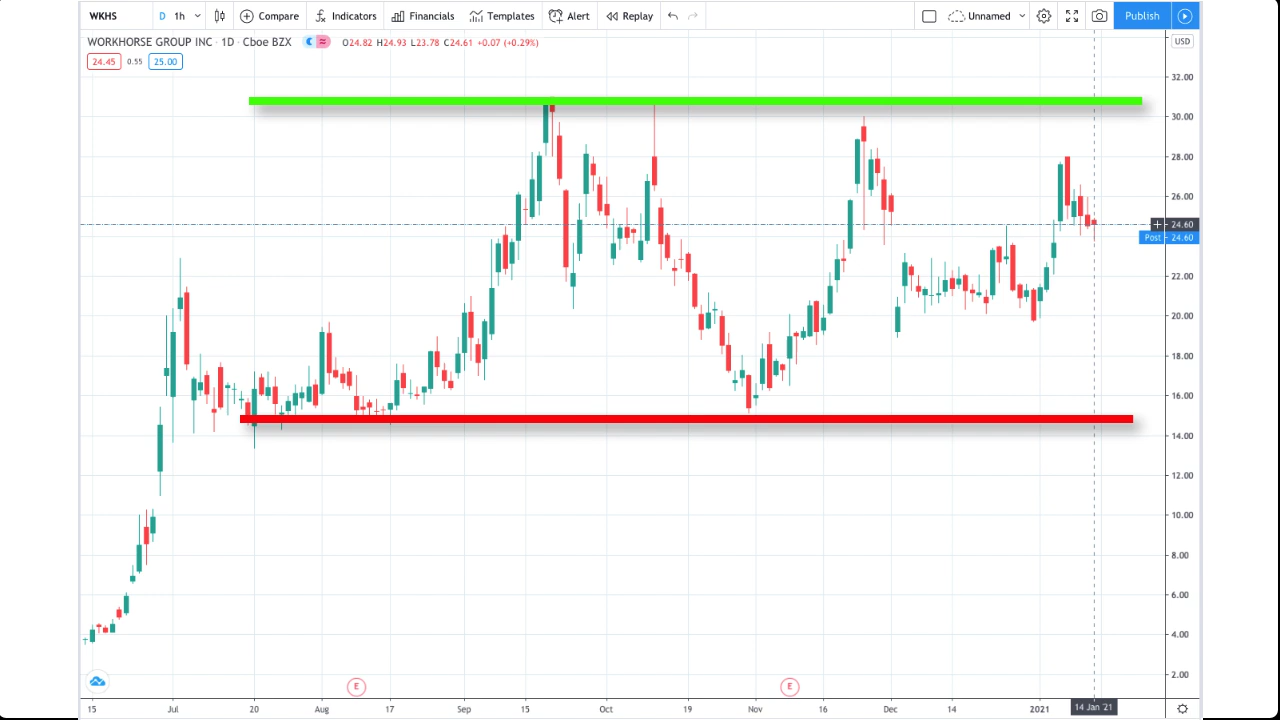 WKHS D 1h Compare Indicators Financials Templates Alert Replay Unnamed Publish
WORKHORSE GROUP INC · 1D · Cboe BZX O24.82 H24.93 L23.78 C24.61 +0.07 (+0.29%) USD
24.45 0.55 25.00
32.00
30.00
28.00
26.00
24.60
Post 24.60
22.00
20.00
18.00
16.00
14.00
12.00
10.00
8.00
6.00
4.00
2.00
E E
15 Jul 20 Aug 17 Sep 15 Oct 19 Nov 16 Dec 14 2021 14 Jan '21